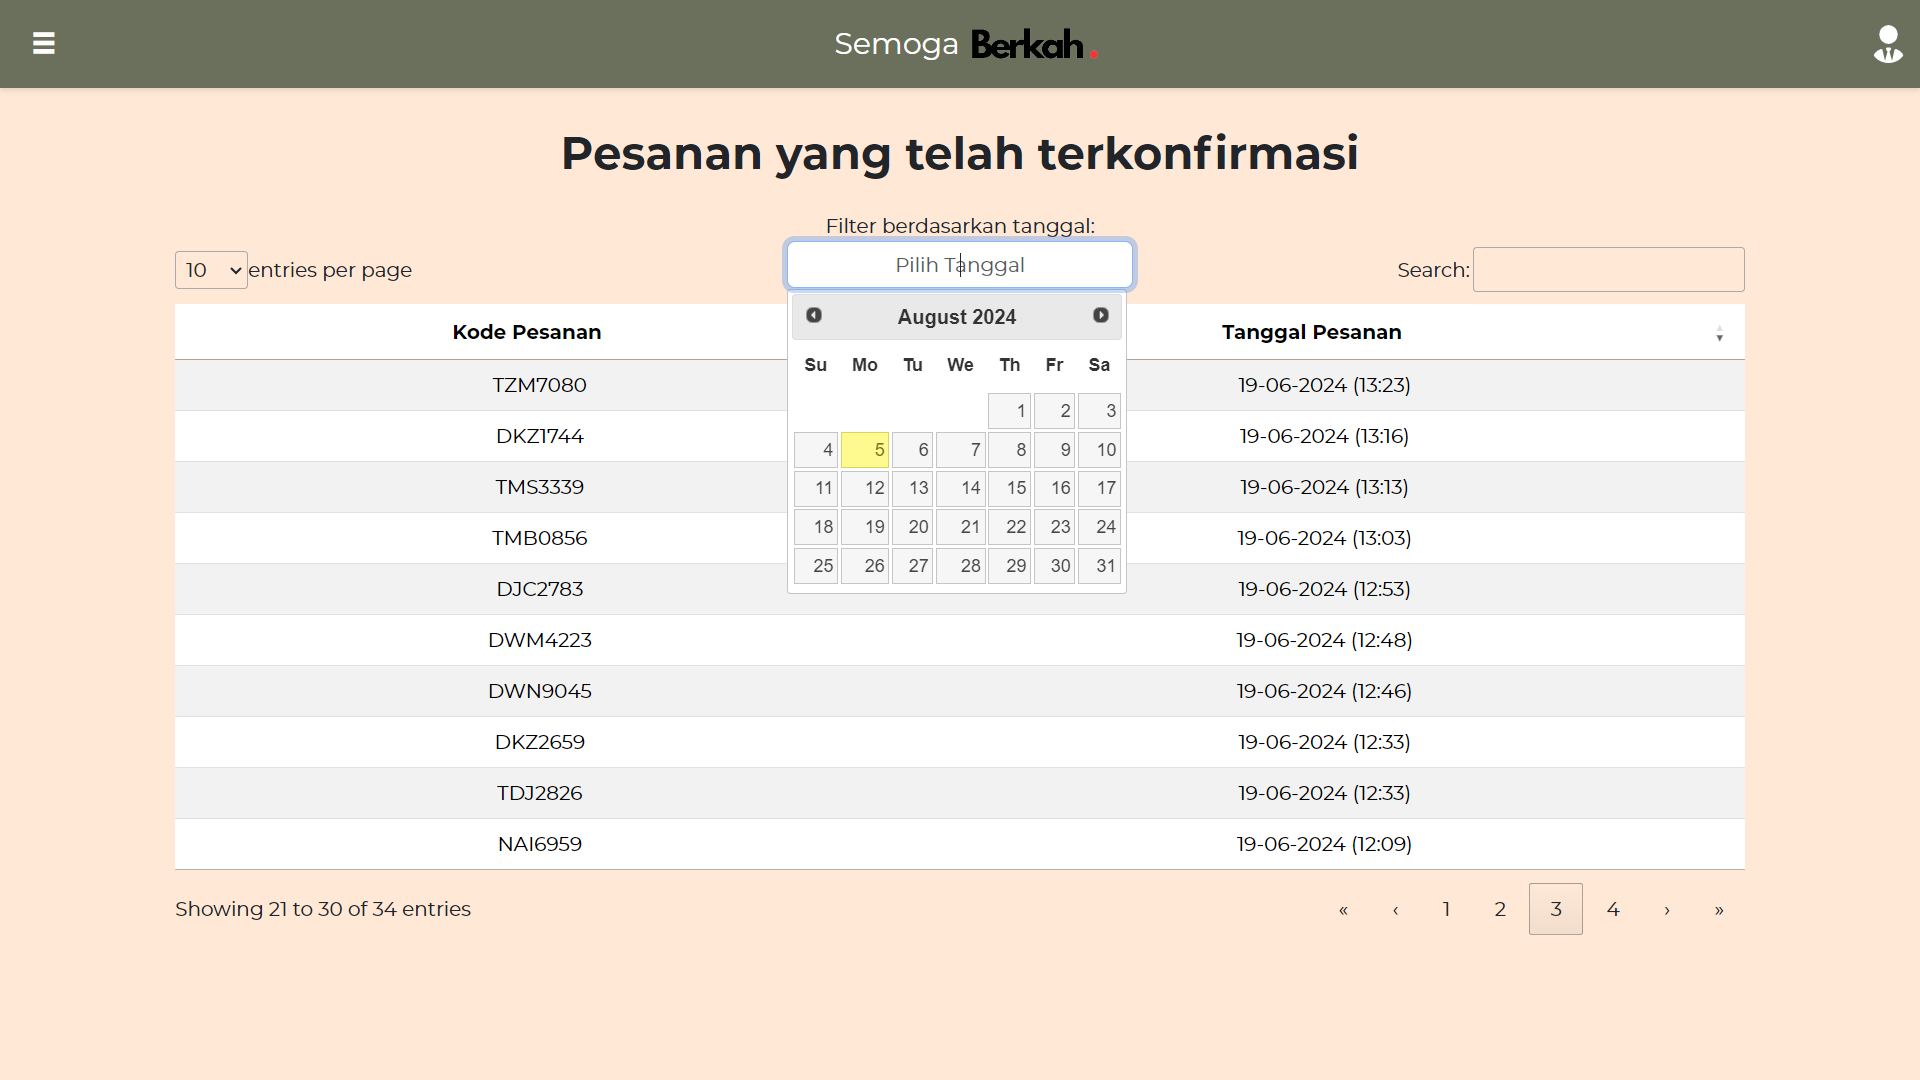 Semoga Berkah.
Pesanan yang telah terkonfirmasi
Filter berdasarkan tanggal:
10 entries per page
Pilih Tanggal
Search:
August 2024
Su Mo Tu We Th Fr Sa
1 2 3
4 5 6 7 8 9 10
11 12 13 14 15 16 17
18 19 20 21 22 23 24
25 26 27 28 29 30 31
Kode Pesanan Tanggal Pesanan
TZM7080 19-06-2024 (13:23)
DKZ1744 19-06-2024 (13:16)
TMS3339 19-06-2024 (13:13)
TMB0856 19-06-2024 (13:03)
DJC2783 19-06-2024 (12:53)
DWM4223 19-06-2024 (12:48)
DWN9045 19-06-2024 (12:46)
DKZ2659 19-06-2024 (12:33)
TDJ2826 19-06-2024 (12:33)
NAI6959 19-06-2024 (12:09)
Showing 21 to 30 of 34 entries
« ‹ 1 2 3 4 › »